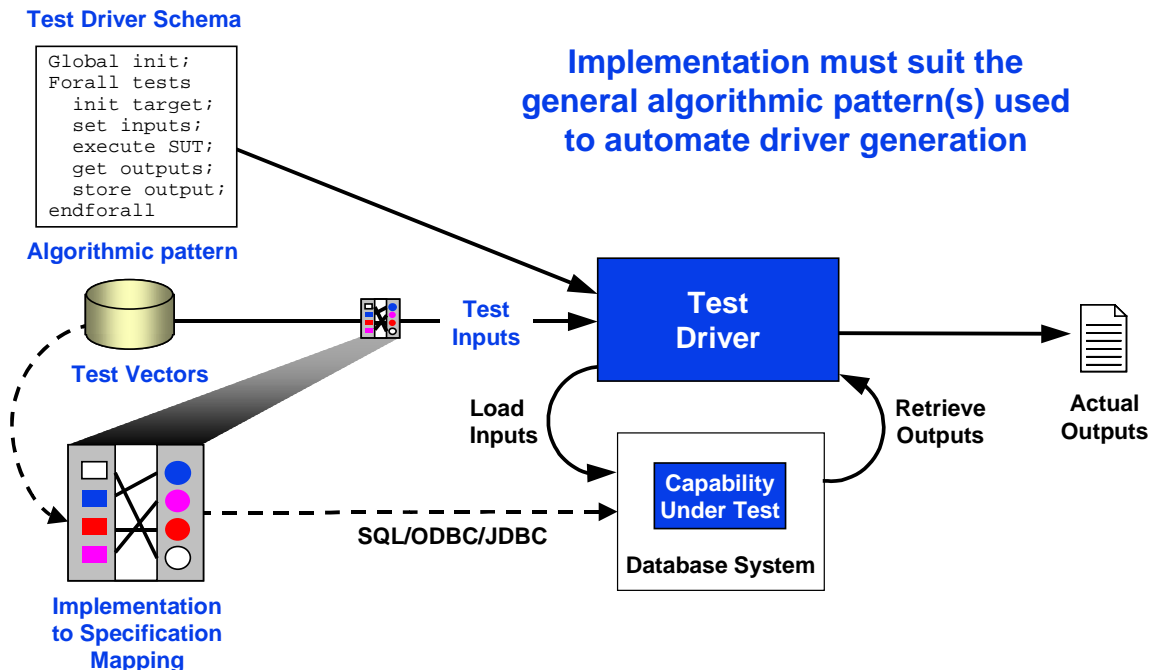 Test Driver Schema
Global init;
Forall tests
init target;
set inputs;
execute SUT;
get outputs;
store output;
endforall
Algorithmic pattern
Implementation must suit the
general algorithmic pattern(s) used
to automate driver generation
Test Vectors
Test
Inputs
Test
Driver
Load
Inputs
Retrieve
Outputs
Actual
Outputs
Capability
Under Test
Database System
SQL/ODBC/JDBC
Implementation
to Specification
Mapping